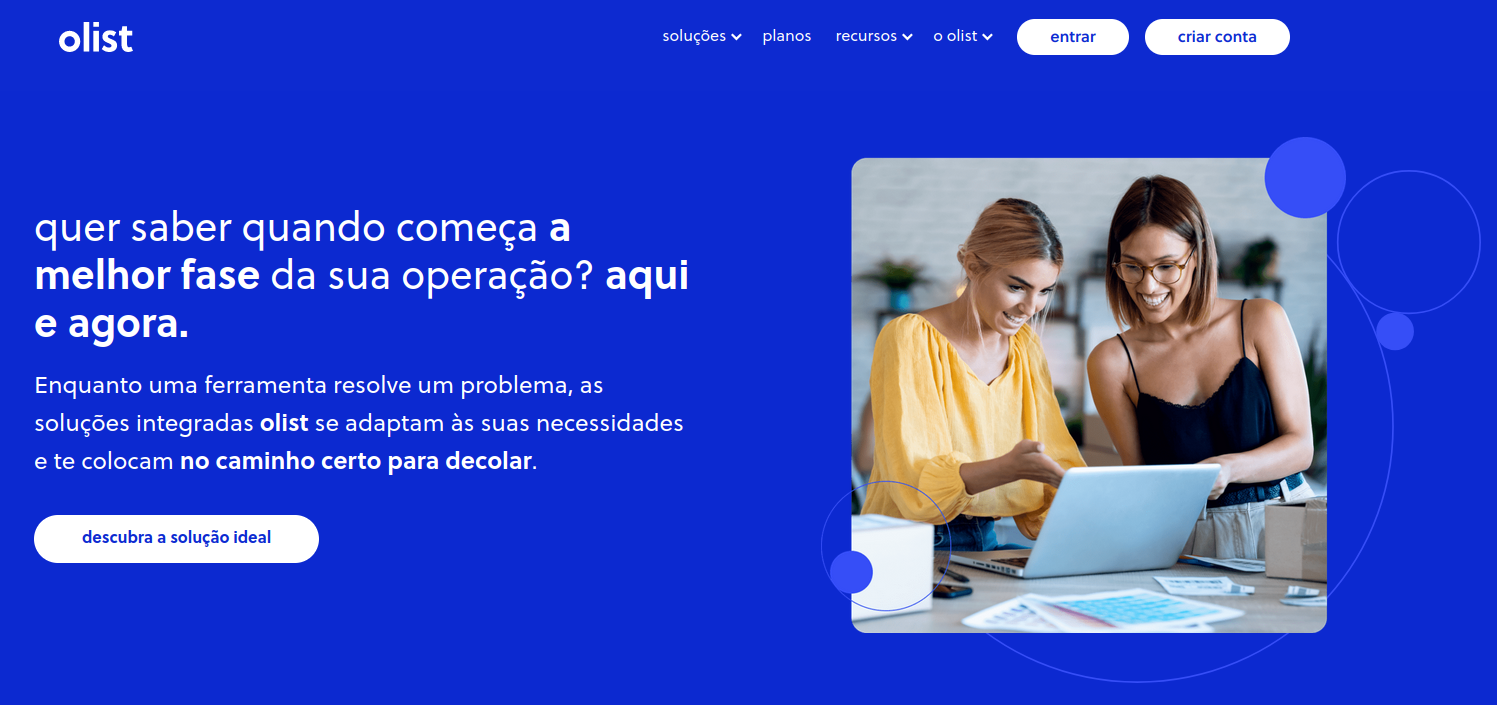 olist
soluções planos recursos o olist entrar criar conta
quer saber quando começa a
melhor fase da sua operação? aqui
e agora.
Enquanto uma ferramenta resolve um problema, as
soluções integradas olist se adaptam às suas necessidades
e te colocam no caminho certo para decolar.
descubra a solução ideal